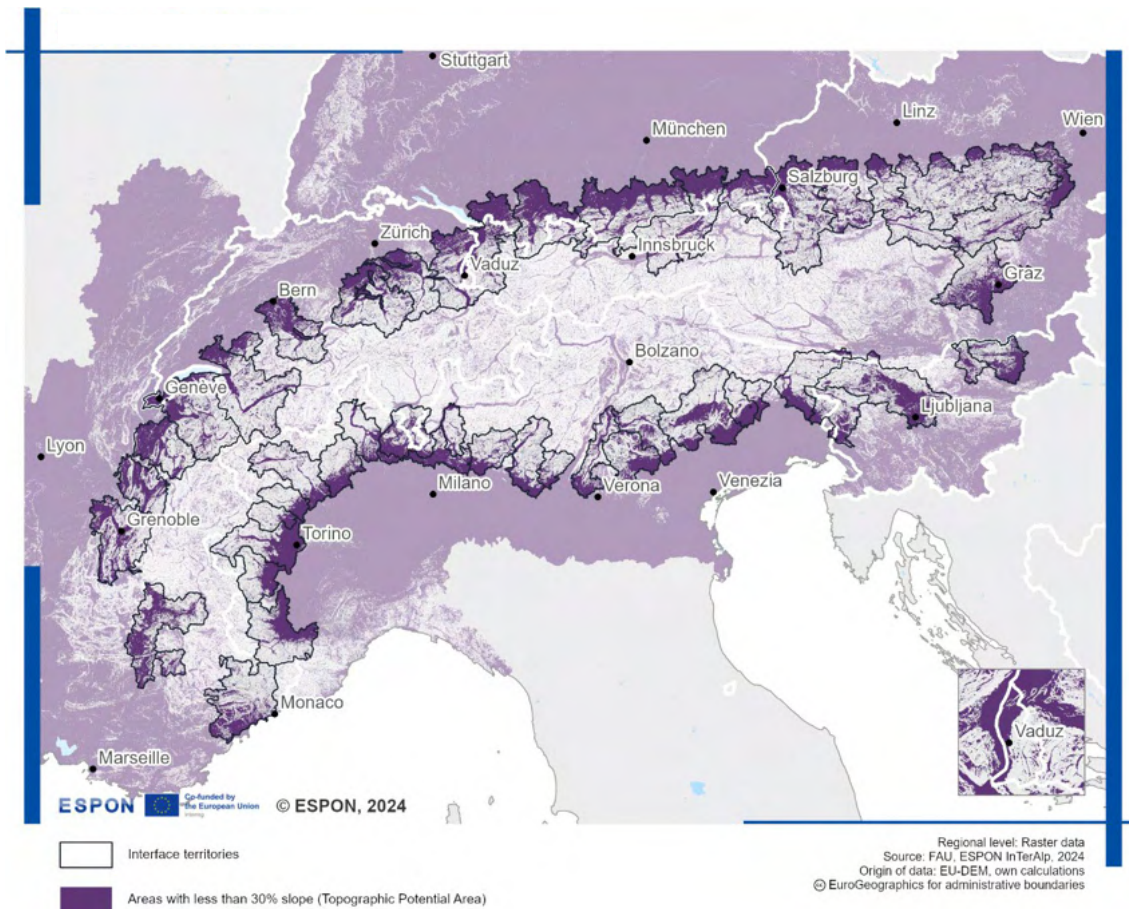 Stuttgart
München
Linz
Wien
Salzburg
Zürich
Innsbruck
Vaduz
Graz
Bern
Bolzano
Genève
Ljubljana
Lyon
Milano
Verona
Venezia
Grenoble
Torino
Monaco
Vaduz
Marseille
ESPON
Co-funded by
the European Union
Interreg
© ESPON, 2024
Interface territories
Areas with less than 30% slope (Topographic Potential Area)
Regional level: Raster data
Source: FAU, ESPON InTerAlp, 2024
Origin of data: EU-DEM, own calculations
(cc) EuroGeographics for administrative boundaries